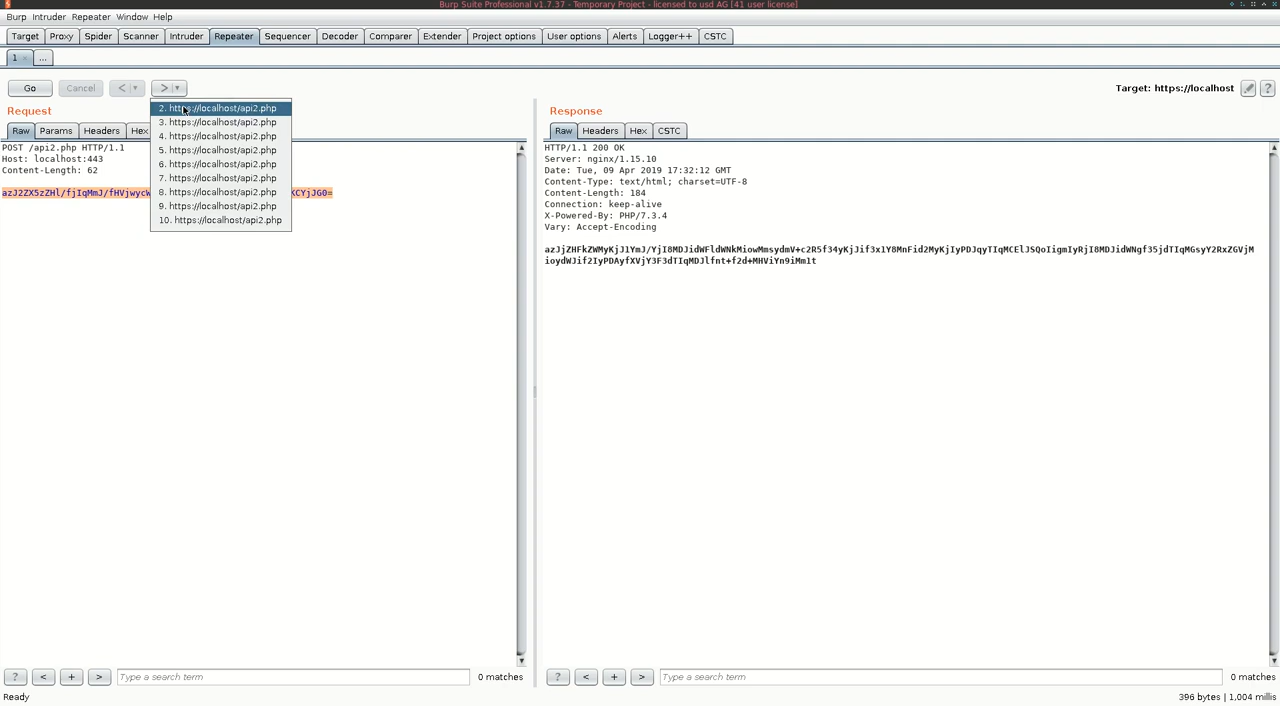 Burp Suite Professional v1.7.37 - Temporary Project - licensed to usd AG [41 user license]
Burp Intruder Repeater Window Help
Target Proxy Spider Scanner Intruder Repeater Sequencer Decoder Comparer Extender Project options User options Alerts Logger++ CSTC
1 × ...
Go Cancel < | ▾ > | ▾ Target: https://localhost ?
2. https://localhost/api2.php
3. https://localhost/api2.php
4. https://localhost/api2.php
5. https://localhost/api2.php
6. https://localhost/api2.php
7. https://localhost/api2.php
8. https://localhost/api2.php
9. https://localhost/api2.php
10. https://localhost/api2.php
Request
Raw Params Headers Hex
POST /api2.php HTTP/1.1
Host: localhost:443
Content-Length: 62
Response
Raw Headers Hex CSTC
HTTP/1.1 200 OK
Server: nginx/1.15.10
Date: Tue, 09 Apr 2019 17:32:12 GMT
Content-Type: text/html; charset=UTF-8
Content-Length: 184
Connection: keep-alive
X-Powered-By: PHP/7.3.4
Vary: Accept-Encoding
? < + > Type a search term 0 matches
? < + > Type a search term 0 matches
Ready 396 bytes | 1,004 millis